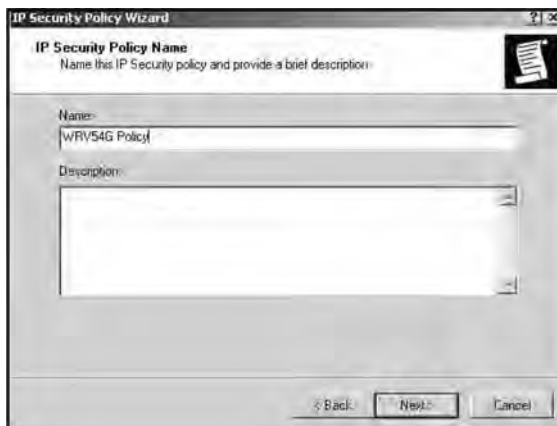 IP Security Policy Wizard
IP Security Policy Name
Name this IP Security policy and provide a brief description
Name:
WRV54G Policy
Description:
< Back
Next >
Cancel